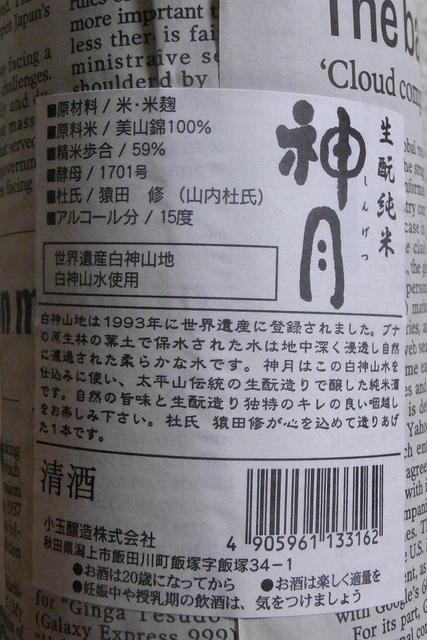 rules of
more important t
less there is fai
ministraive se
shoulderd by
The ba
'Cloud com
■原材料 / 米・米麹
■原料米 / 美山錦100%
■精米歩合 / 59%
■酵母 / 1701号
■杜氏 / 猿田 修 (山内杜氏)
■アルコール分 / 15度
生酛純米
神月
しんげつ
世界遺産白神山地
白神山水使用
白神山地は1993年に世界遺産に登録されました。ブナ
の原生林の葉土で保水された水は地中深く浸透し自然
に濾過された柔らかな水です。神月はこの白神山水を
仕込みに使い、太平山伝統の生酛造りで醸した純米酒
です。自然の旨味と生酛造り独特のキレの良い咽越し
をお楽しみ下さい。杜氏 猿田修が心を込めて造りあげ
た1本です。
清酒
小玉醸造株式会社
秋田県潟上市飯田川町飯塚字飯塚34−1
4 905961 133162
●お酒は20歳になってから ●お酒は楽しく適量を
●妊娠中や授乳期の飲酒は、気をつけましょう
for "Ginga Tesudo
(Galaxy Express 999)
with Google's G
For its part, G